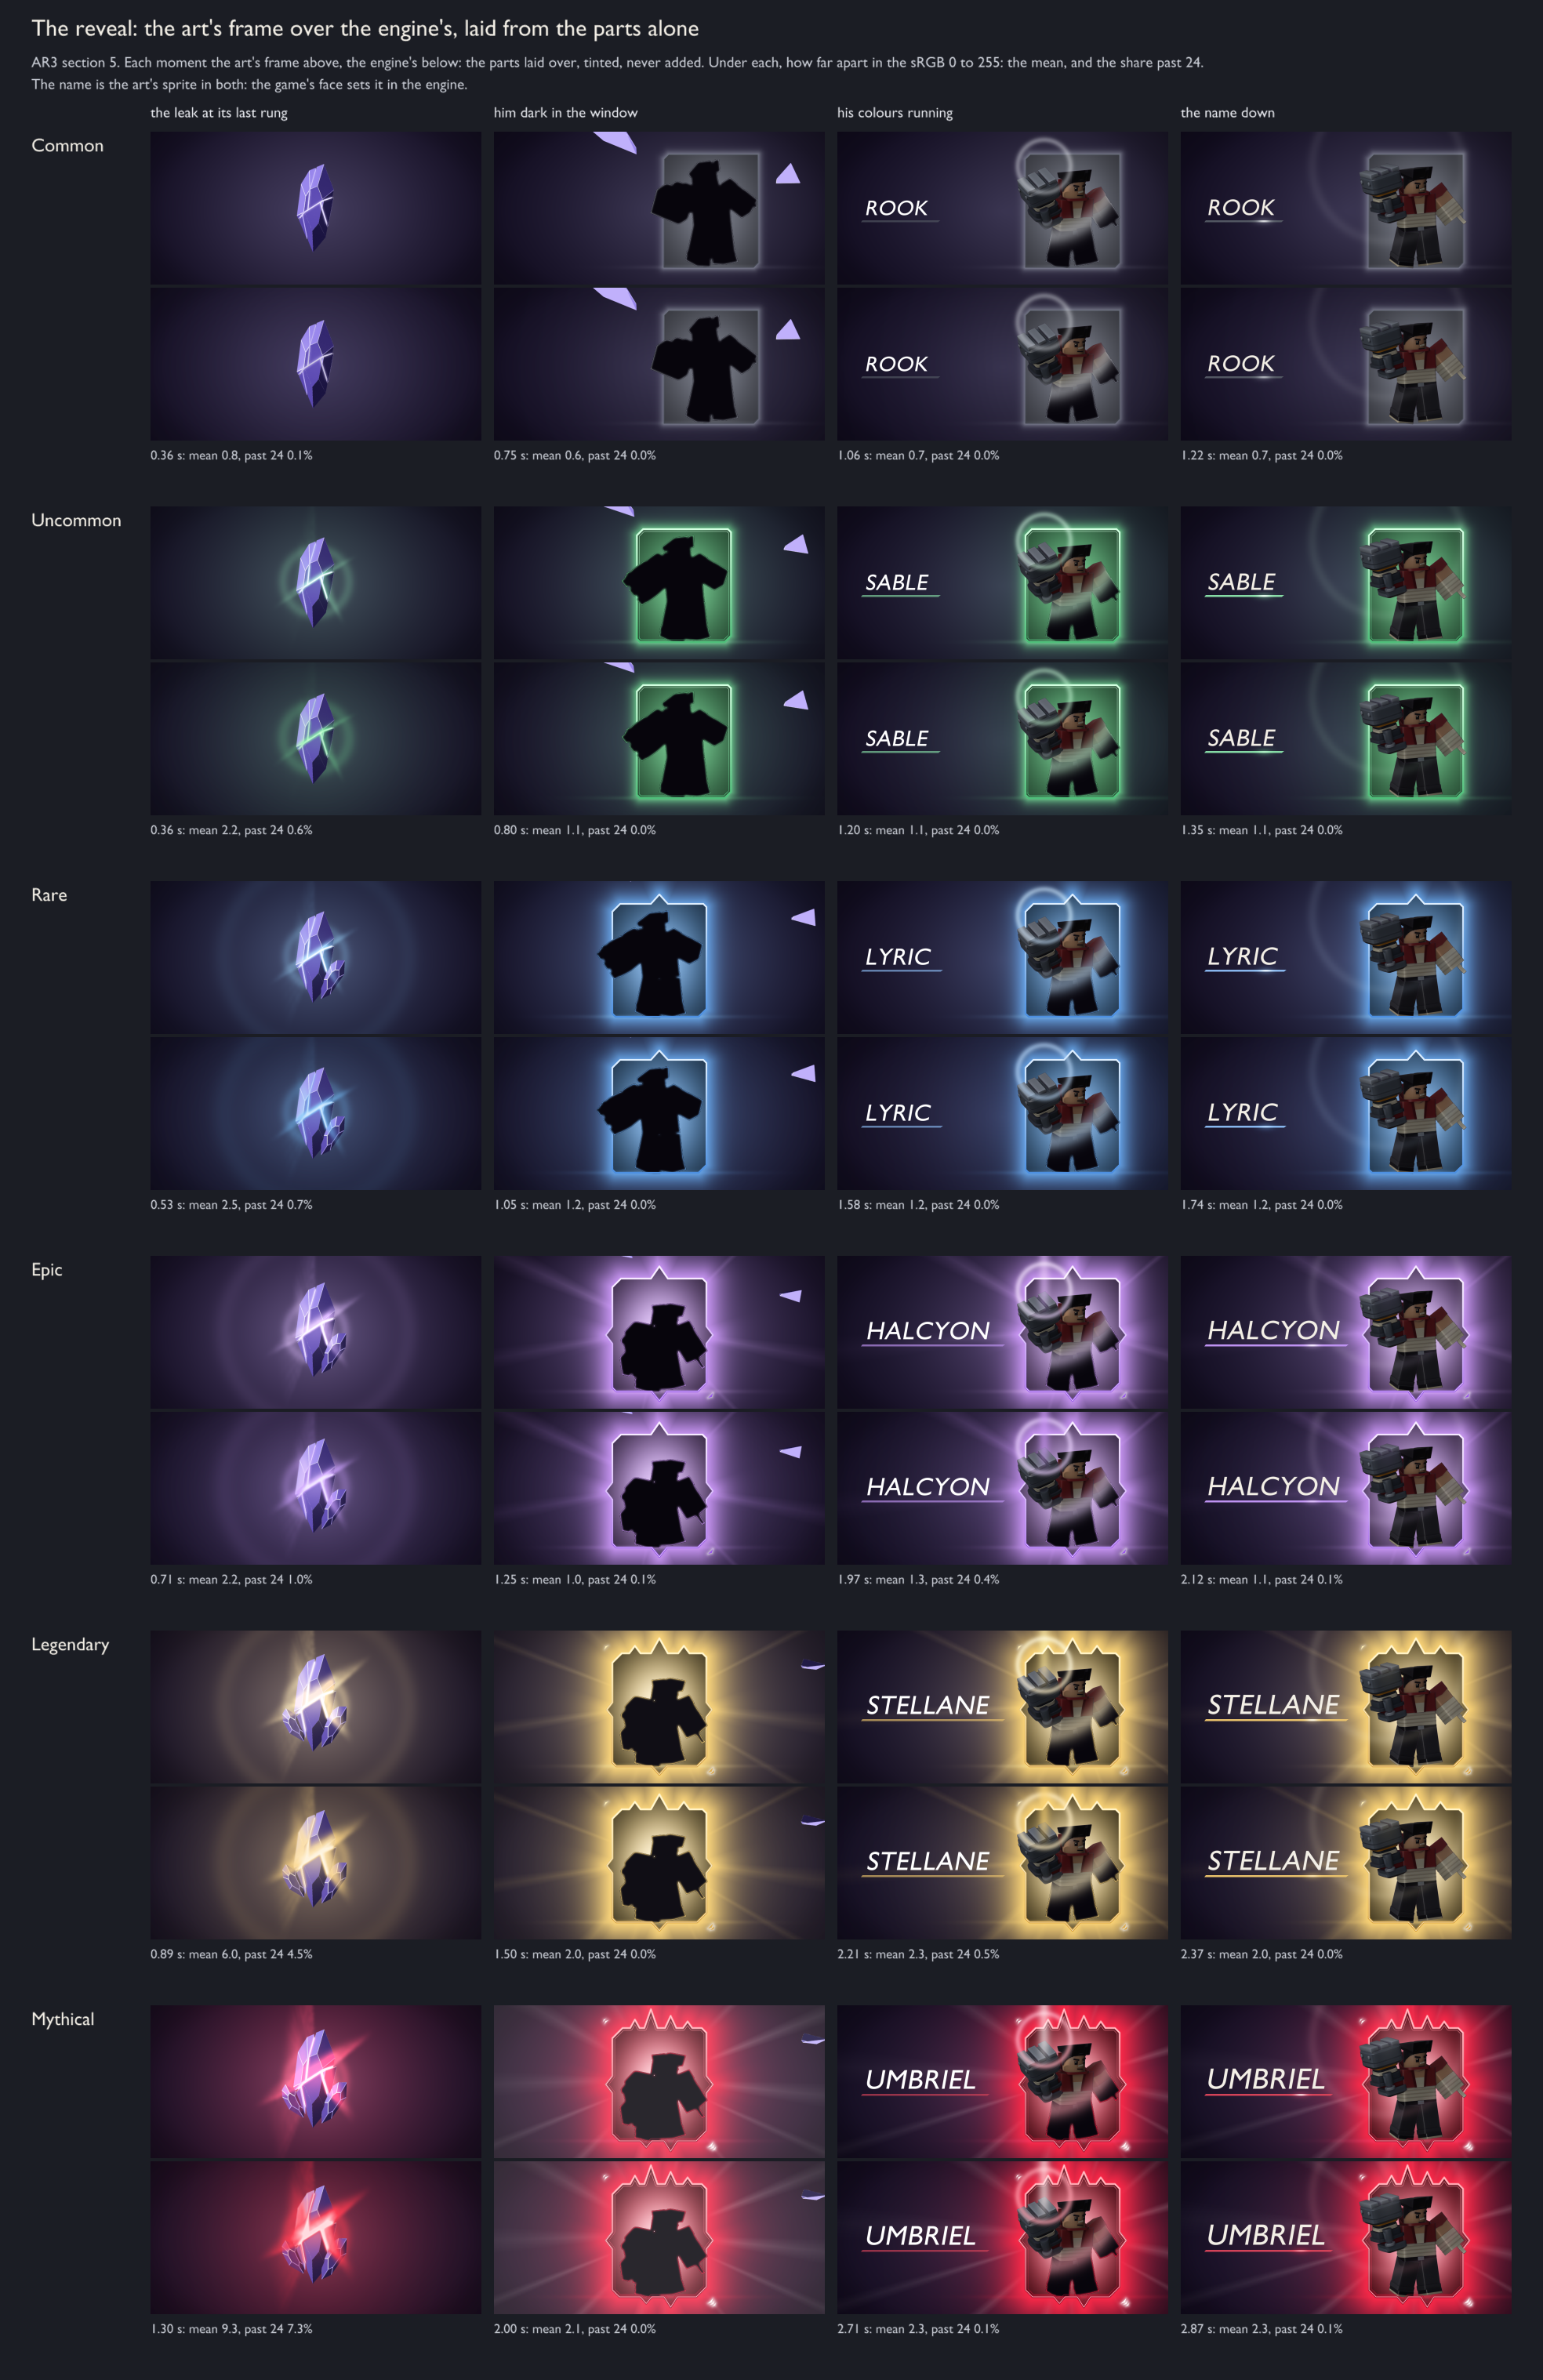 The reveal: the art's frame over the engine's, laid from the parts alone
AR3 section 5. Each moment the art's frame above, the engine's below: the parts laid over, tinted, never added. Under each, how far apart in the sRGB 0 to 255: the mean, and the share past 24.
The name is the art's sprite in both: the game's face sets it in the engine.
the leak at its last rung
him dark in the window
his colours running
the name down
Common
ROOK
ROOK
ROOK
ROOK
0.36 s: mean 0.8, past 24 0.1%
0.75 s: mean 0.6, past 24 0.0%
1.06 s: mean 0.7, past 24 0.0%
1.22 s: mean 0.7, past 24 0.0%
Uncommon
SABLE
SABLE
SABLE
SABLE
0.36 s: mean 2.2, past 24 0.6%
0.80 s: mean 1.1, past 24 0.0%
1.20 s: mean 1.1, past 24 0.0%
1.35 s: mean 1.1, past 24 0.0%
Rare
LYRIC
LYRIC
LYRIC
LYRIC
0.53 s: mean 2.5, past 24 0.7%
1.05 s: mean 1.2, past 24 0.0%
1.58 s: mean 1.2, past 24 0.0%
1.74 s: mean 1.2, past 24 0.0%
Epic
HALCYON
HALCYON
HALCYON
HALCYON
0.71 s: mean 2.2, past 24 1.0%
1.25 s: mean 1.0, past 24 0.1%
1.97 s: mean 1.3, past 24 0.4%
2.12 s: mean 1.1, past 24 0.1%
Legendary
STELLANE
STELLANE
STELLANE
STELLANE
0.89 s: mean 6.0, past 24 4.5%
1.50 s: mean 2.0, past 24 0.0%
2.21 s: mean 2.3, past 24 0.5%
2.37 s: mean 2.0, past 24 0.0%
Mythical
UMBRIEL
UMBRIEL
UMBRIEL
UMBRIEL
1.30 s: mean 9.3, past 24 7.3%
2.00 s: mean 2.1, past 24 0.0%
2.71 s: mean 2.3, past 24 0.1%
2.87 s: mean 2.3, past 24 0.1%